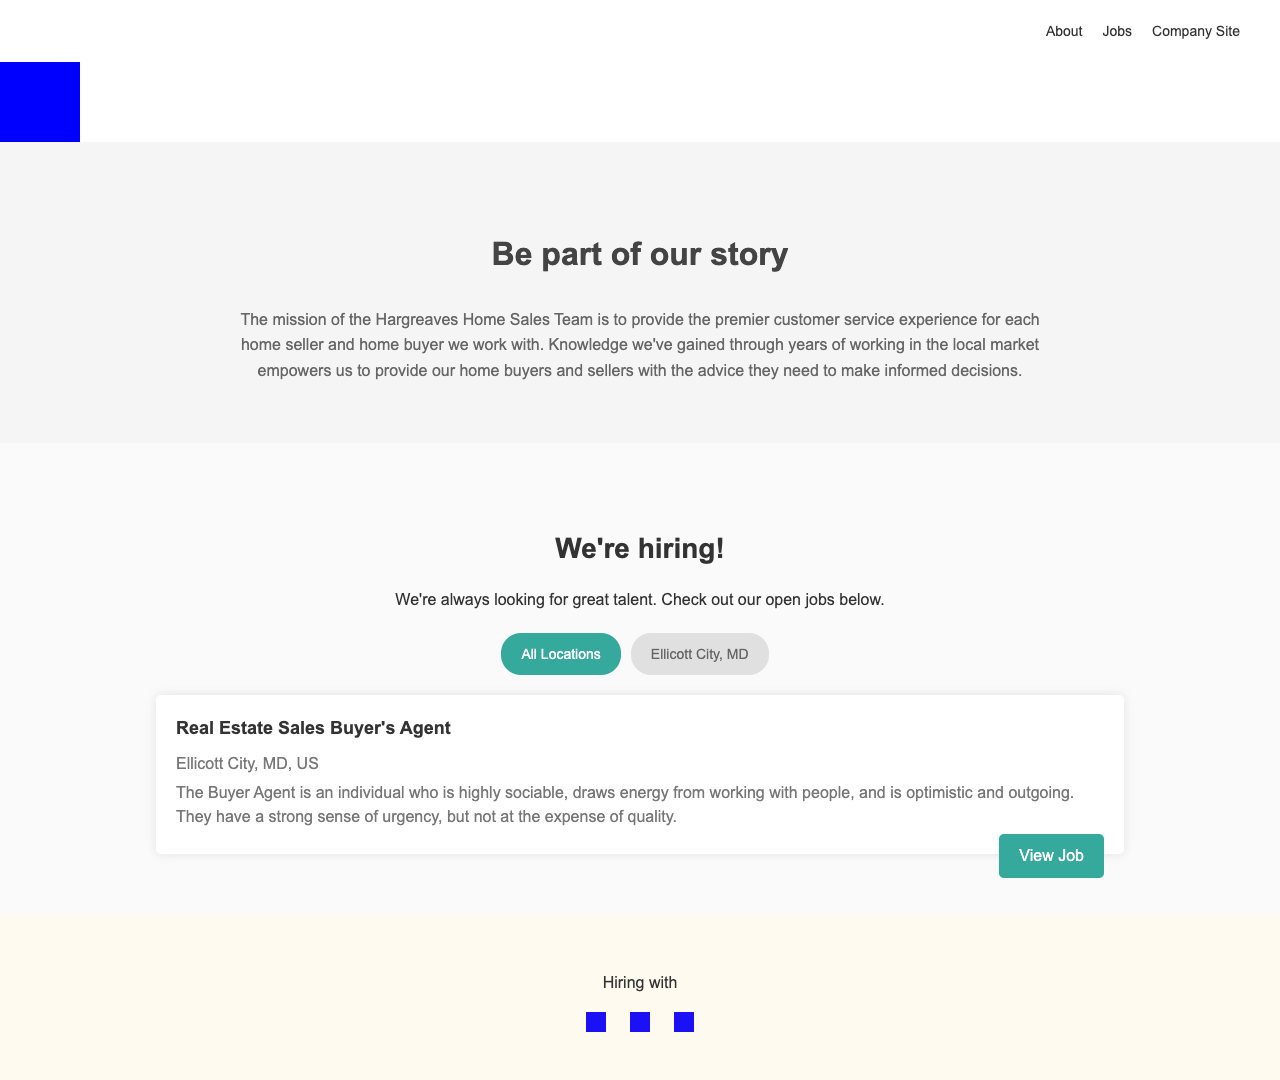 About Jobs Company Site
Be part of our story
The mission of the Hargreaves Home Sales Team is to provide the premier customer service experience for each
home seller and home buyer we work with. Knowledge we've gained through years of working in the local market
empowers us to provide our home buyers and sellers with the advice they need to make informed decisions.
We're hiring!
We're always looking for great talent. Check out our open jobs below.
All Locations Ellicott City, MD
Real Estate Sales Buyer's Agent
Ellicott City, MD, US
The Buyer Agent is an individual who is highly sociable, draws energy from working with people, and is optimistic and outgoing.
They have a strong sense of urgency, but not at the expense of quality.
View Job
Hiring with